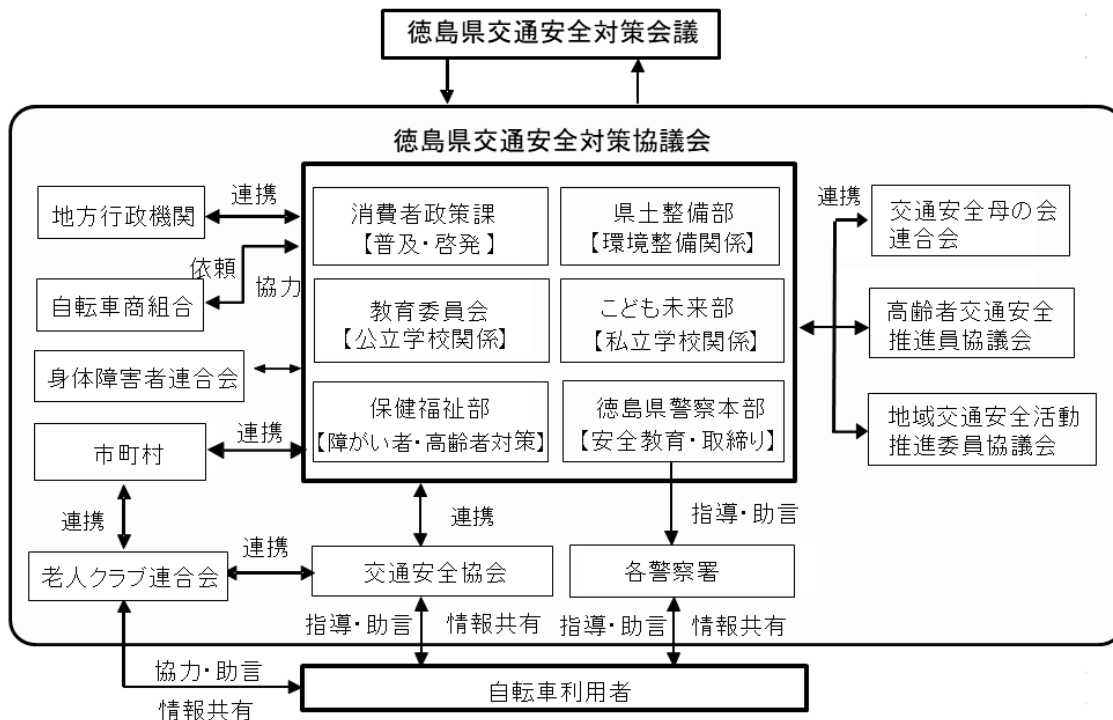 徳島県交通安全対策会議
徳島県交通安全対策協議会
地方行政機関
連携
消費者政策課
【普及・啓発】
県土整備部
【環境整備関係】
連携
交通安全母の会
連合会
依頼
協力
自転車商組合
教育委員会
【公立学校関係】
こども未来部
【私立学校関係】
高齢者交通安全
推進員協議会
身体障害者連合会
保健福祉部
【障がい者・高齢者対策】
徳島県警察本部
【安全教育・取締り】
地域交通安全活動
推進委員協議会
市町村
連携
連携
連携
指導・助言
老人クラブ連合会
連携
交通安全協会
各警察署
指導・助言
情報共有
指導・助言
情報共有
協力・助言
情報共有
自転車利用者